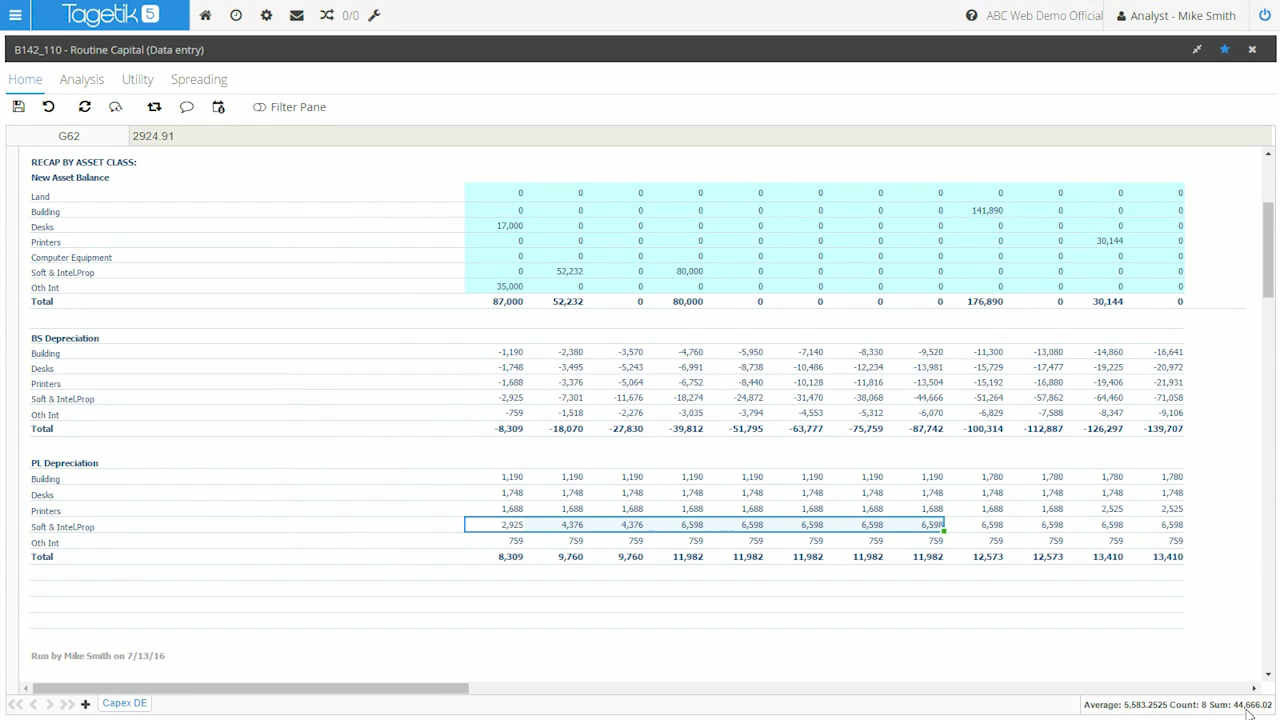 Tagetik 5 0/0 ABC Web Demo Official Analyst - Mike Smith
B142_110 - Routine Capital (Data entry)
Home Analysis Utility Spreading
Filter Pane
G62 2924.91
RECAP BY ASSET CLASS:
New Asset Balance
Land 0 0 0 0 0 0 0 0 0 0 0 0
Building 0 0 0 0 0 0 0 0 141,890 0 0 0
Desks 17,000 0 0 0 0 0 0 0 0 0 0 0
Printers 0 0 0 0 0 0 0 0 0 0 30,144 0
Computer Equipment 0 0 0 0 0 0 0 0 0 0 0 0
Soft & Intel.Prop 0 52,232 0 80,000 0 0 0 0 0 0 0 0
Oth Int 35,000 0 0 0 0 0 0 0 0 0 0 0
Total 87,000 52,232 0 80,000 0 0 0 0 176,890 0 30,144 0
BS Depreciation
Building -1,190 -2,380 -3,570 -4,760 -5,950 -7,140 -8,330 -9,520 -11,300 -13,080 -14,860 -16,641
Desks -1,748 -3,495 -5,243 -6,991 -8,738 -10,486 -12,234 -13,981 -15,729 -17,477 -19,225 -20,972
Printers -1,688 -3,376 -5,064 -6,752 -8,440 -10,128 -11,816 -13,504 -15,192 -16,880 -19,406 -21,931
Soft & Intel.Prop -2,925 -7,301 -11,676 -18,274 -24,872 -31,470 -38,068 -44,666 -51,264 -57,862 -64,460 -71,058
Oth Int -759 -1,518 -2,276 -3,035 -3,794 -4,553 -5,312 -6,070 -6,829 -7,588 -8,347 -9,106
Total -8,309 -18,070 -27,830 -39,812 -51,795 -63,777 -75,759 -87,742 -100,314 -112,887 -126,297 -139,707
PL Depreciation
Building 1,190 1,190 1,190 1,190 1,190 1,190 1,190 1,190 1,780 1,780 1,780 1,780
Desks 1,748 1,748 1,748 1,748 1,748 1,748 1,748 1,748 1,748 1,748 1,748 1,748
Printers 1,688 1,688 1,688 1,688 1,688 1,688 1,688 1,688 1,688 1,688 2,525 2,525
Soft & Intel.Prop 2,925 4,376 4,376 6,598 6,598 6,598 6,598 6,598 6,598 6,598 6,598 6,598
Oth Int 759 759 759 759 759 759 759 759 759 759 759 759
Total 8,309 9,760 9,760 11,982 11,982 11,982 11,982 11,982 12,573 12,573 13,410 13,410
Run by Mike Smith on 7/13/16
Capex DE Average: 5,583.2525 Count: 8 Sum: 44,666.02